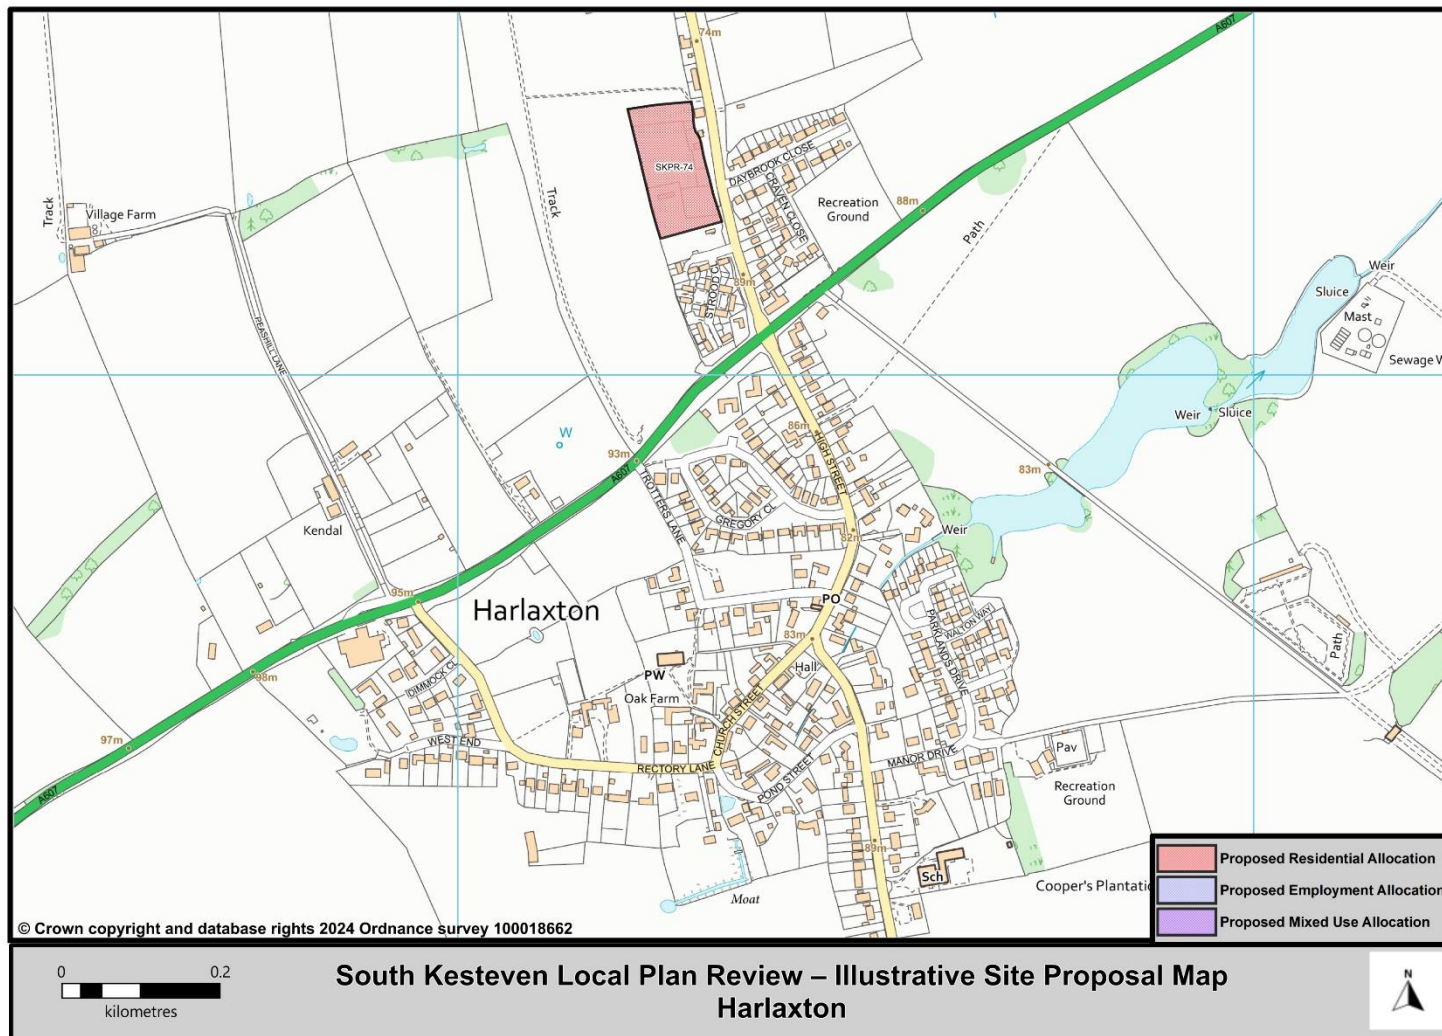 74m
A607
SKPR-74
DAYBROOK CLOSE
CRAVEN CLOSE
Recreation
Ground
88m
Track
Track
Village Farm
Path
89m
STROOD CL
Weir
Sluice
Mast
Sewage W
PEASHILL LANE
Weir
Sluice
W
86m
HIGH STREET
93m
A607
83m
TROTTERS LANE
GREGORY CL
Kendal
82m
Weir
95m
Harlaxton
PO
PARKLANDS DRIVE
WALTON WAY
83m
Hall
Path
PW
Oak Farm
DIMMOCK CL
98m
CHURCH STREET
97m
WEST END
RECTORY LANE
POND STREET
MANOR DRIVE
Pav
Recreation
Ground
A607
89m
Sch
Cooper's Plantatio
Moat
Proposed Residential Allocation
Proposed Employment Allocation
Proposed Mixed Use Allocation
© Crown copyright and database rights 2024 Ordnance survey 100018662
0 0.2
kilometres
South Kesteven Local Plan Review – Illustrative Site Proposal Map
Harlaxton
N